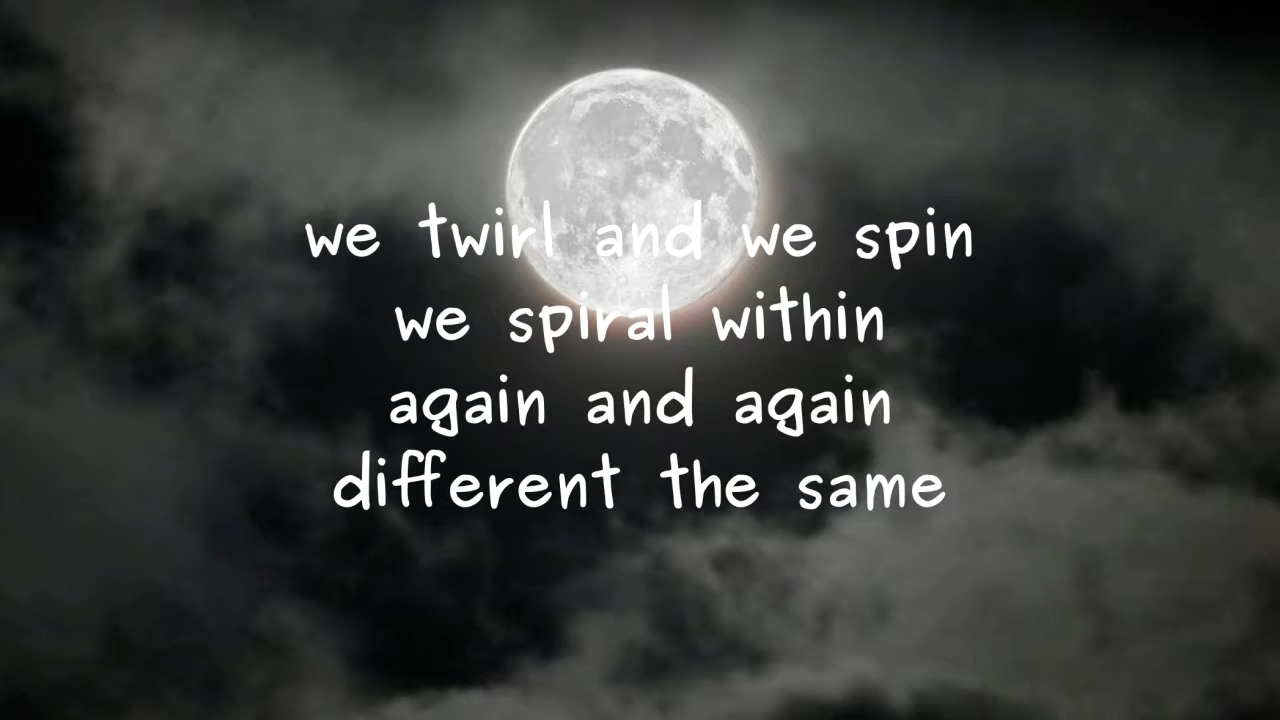 we twirl and we spin
we spiral within
again and again
different the same